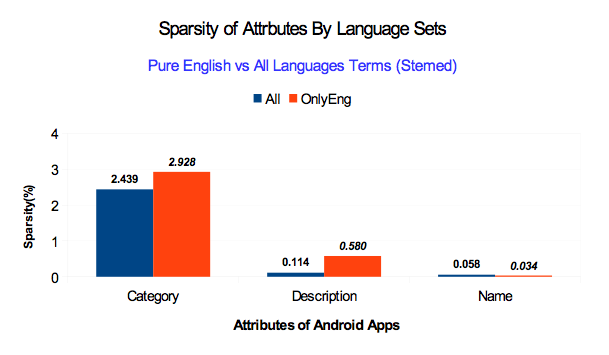 Sparsity of Attrbutes By Language Sets
Pure English vs All Languages Terms (Stemed)
All OnlyEng
4
3
2
1
0
Sparsity(%)
2.439
2.928
0.114
0.580
0.058
0.034
Category Description Name
Attributes of Android Apps